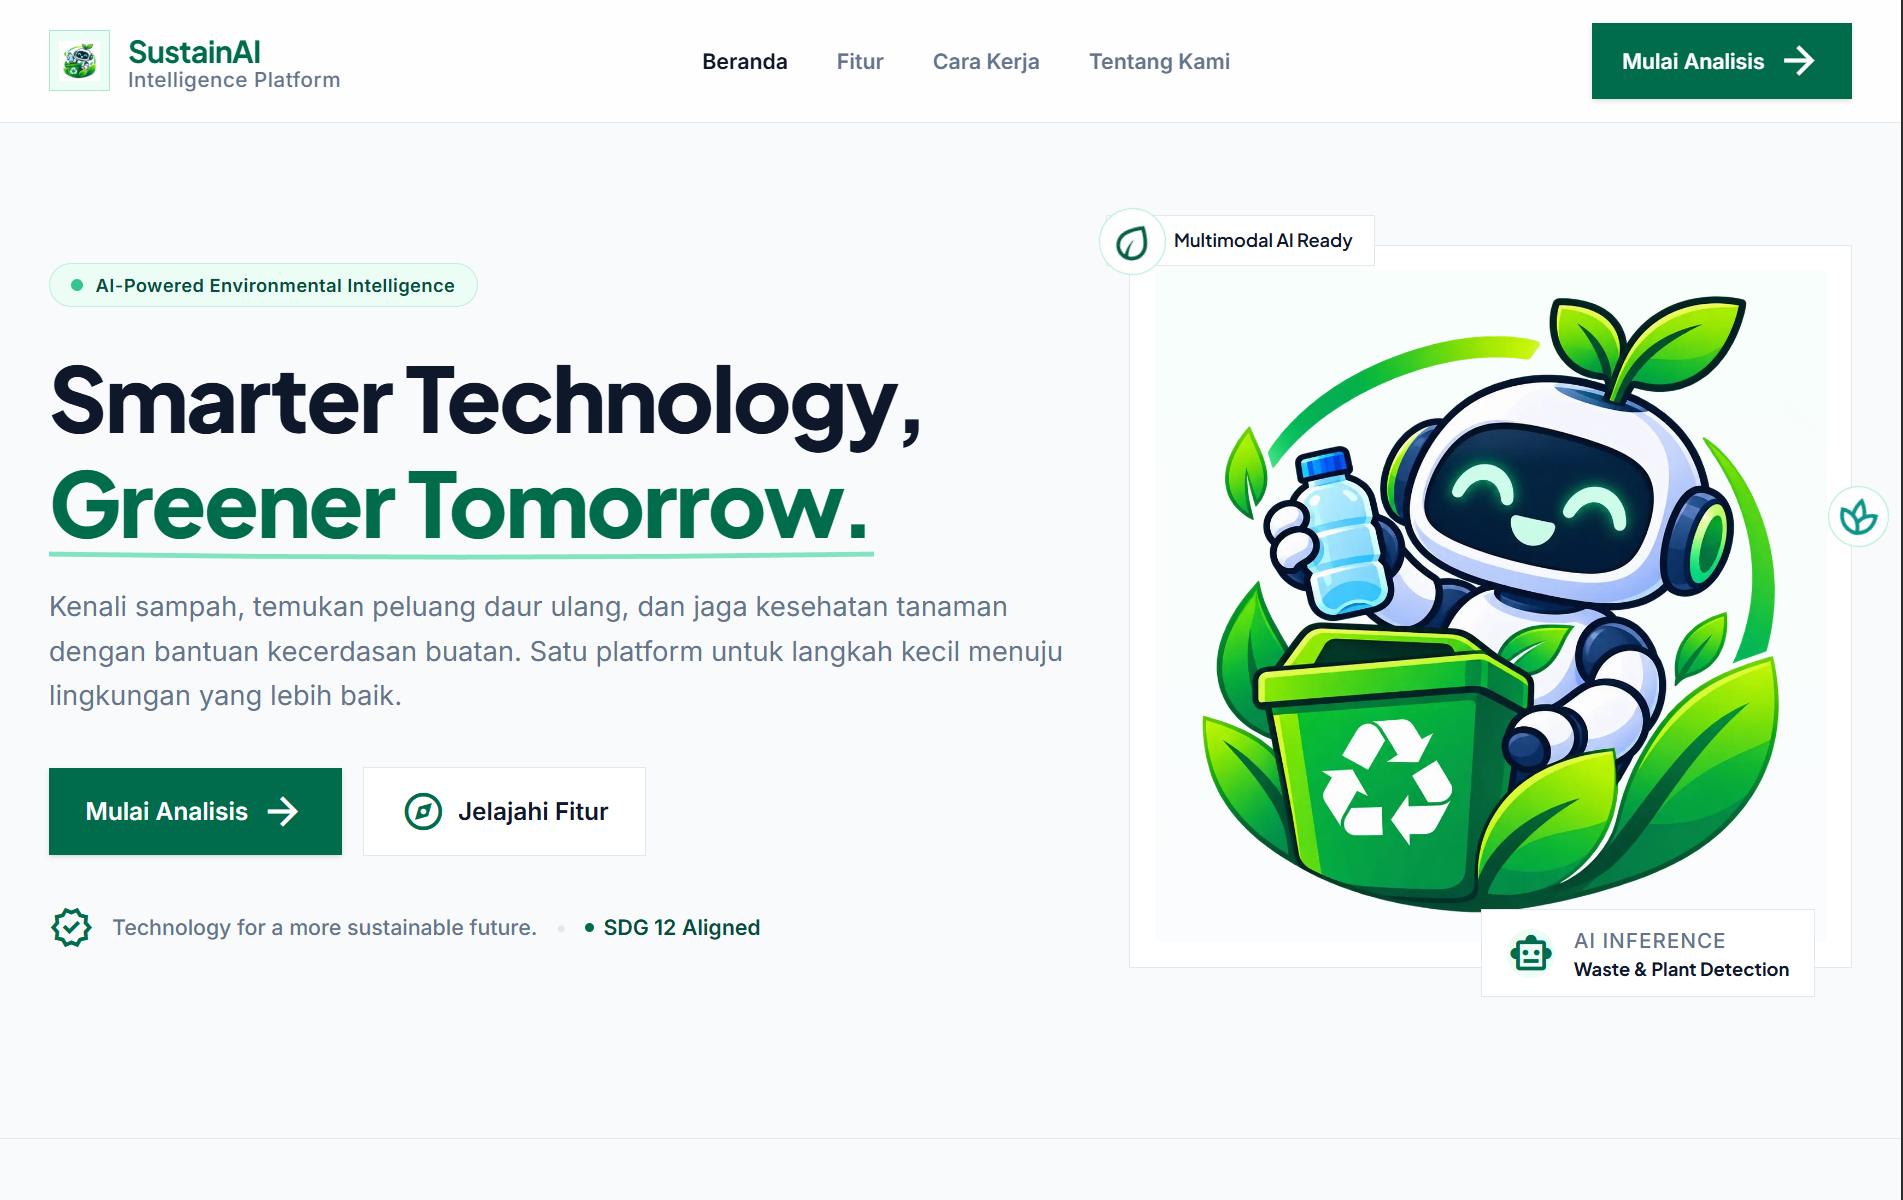 SustainAI
Intelligence Platform
Beranda
Fitur
Cara Kerja
Tentang Kami
Mulai Analisis
AI-Powered Environmental Intelligence
Smarter Technology,
Greener Tomorrow.
Kenali sampah, temukan peluang daur ulang, dan jaga kesehatan tanaman
dengan bantuan kecerdasan buatan. Satu platform untuk langkah kecil menuju
lingkungan yang lebih baik.
Mulai Analisis
Jelajahi Fitur
Technology for a more sustainable future.
SDG 12 Aligned
Multimodal AI Ready
AI INFERENCE
Waste & Plant Detection